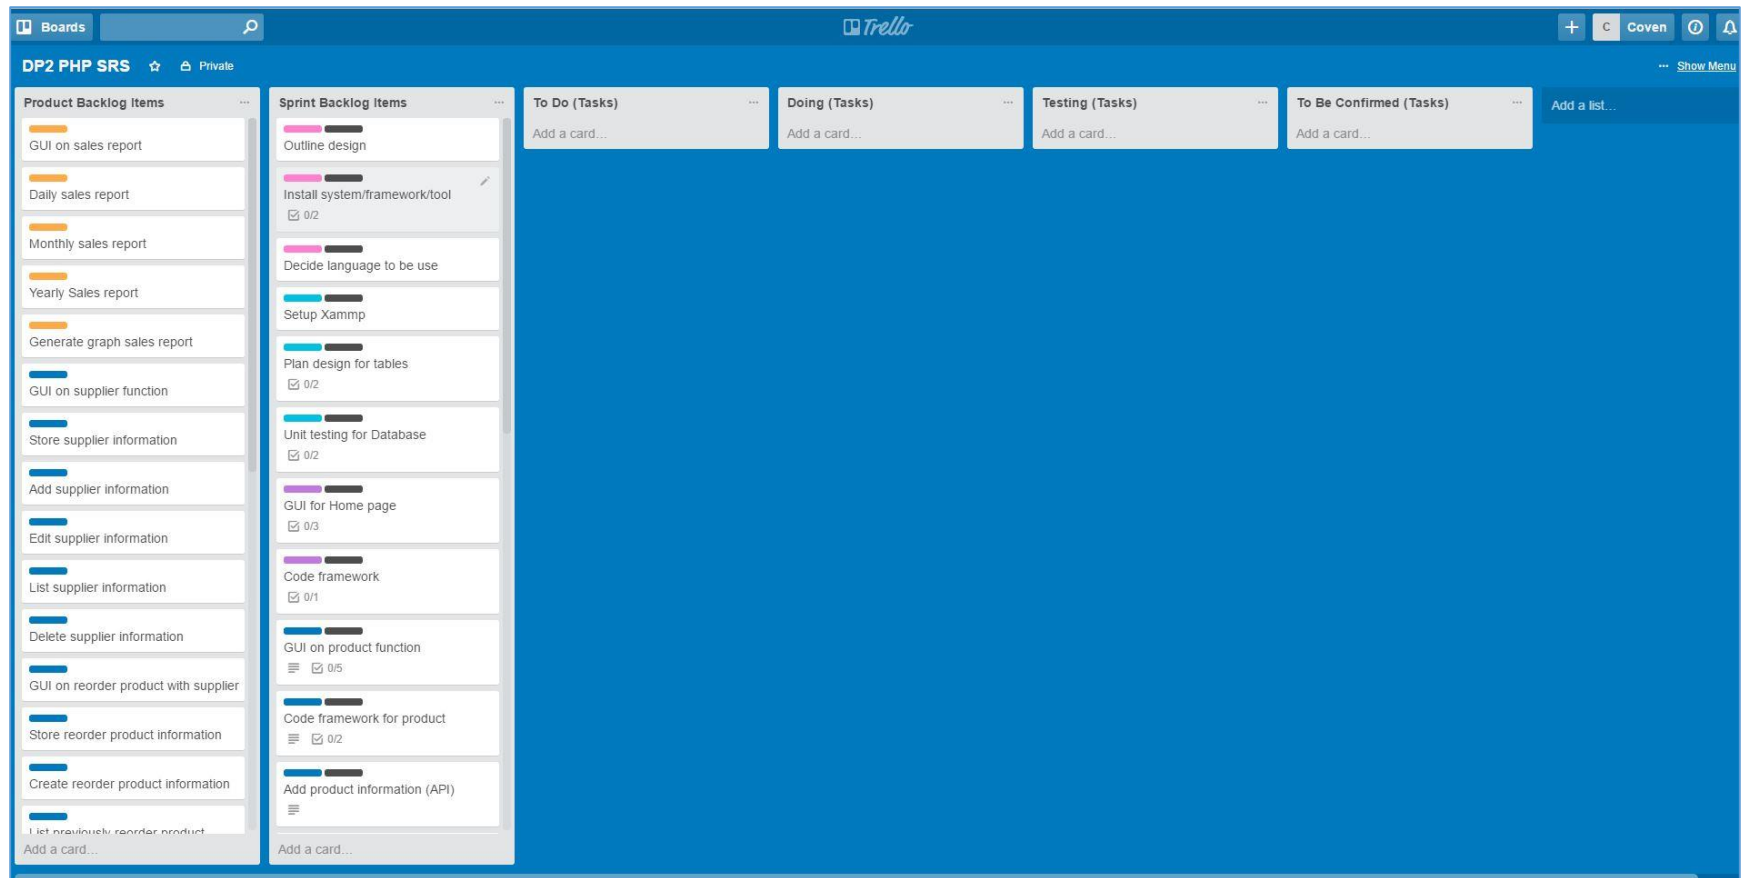 Boards
Trello
C Coven
DP2 PHP SRS
Private
... Show Menu
Product Backlog Items ...
GUI on sales report
Daily sales report
Monthly sales report
Yearly Sales report
Generate graph sales report
GUI on supplier function
Store supplier information
Add supplier information
Edit supplier information
List supplier information
Delete supplier information
GUI on reorder product with supplier
Store reorder product information
Create reorder product information
List previously reorder product
Add a card...
Sprint Backlog Items ...
Outline design
Install system/framework/tool
0/2
Decide language to be use
Setup Xammp
Plan design for tables
0/2
Unit testing for Database
0/2
GUI for Home page
0/3
Code framework
0/1
GUI on product function
0/5
Code framework for product
0/2
Add product information (API)
Add a card...
To Do (Tasks) ...
Add a card...
Doing (Tasks) ...
Add a card...
Testing (Tasks) ...
Add a card...
To Be Confirmed (Tasks) ...
Add a card...
Add a list...